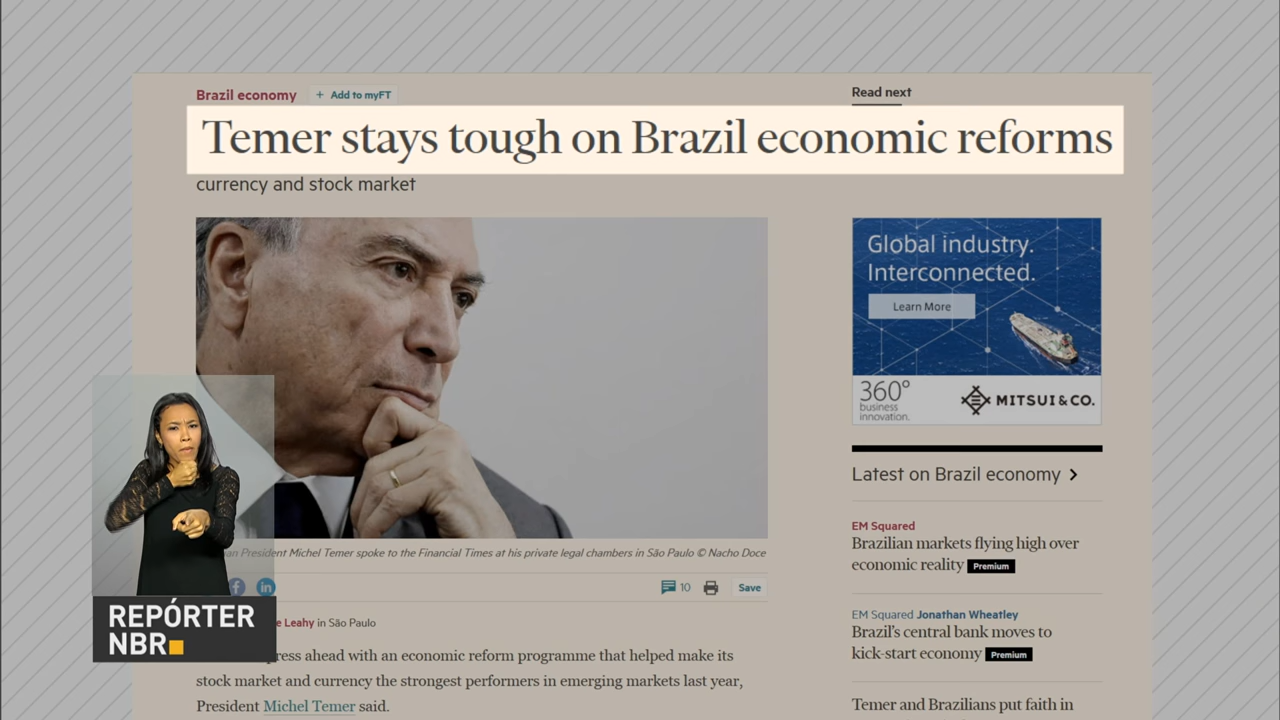 Brazil economy
+ Add to myFT
Read next
Temer stays tough on Brazil economic reforms
currency and stock market
Global industry.
Interconnected.
Learn More
360°
business
innovation.
MITSUI & CO.
Latest on Brazil economy
EM Squared
Brazilian markets flying high over
economic reality Premium
EM Squared Jonathan Wheatley
Brazil's central bank moves to
kick-start economy Premium
Temer and Brazilians put faith in
President Michel Temer spoke to the Financial Times at his private legal chambers in São Paulo © Nacho Doce
f in
10
Save
Leahy in São Paulo
ahead with an economic reform programme that helped make its
stock market and currency the strongest performers in emerging markets last year,
President Michel Temer said.
REPÓRTER
NBR